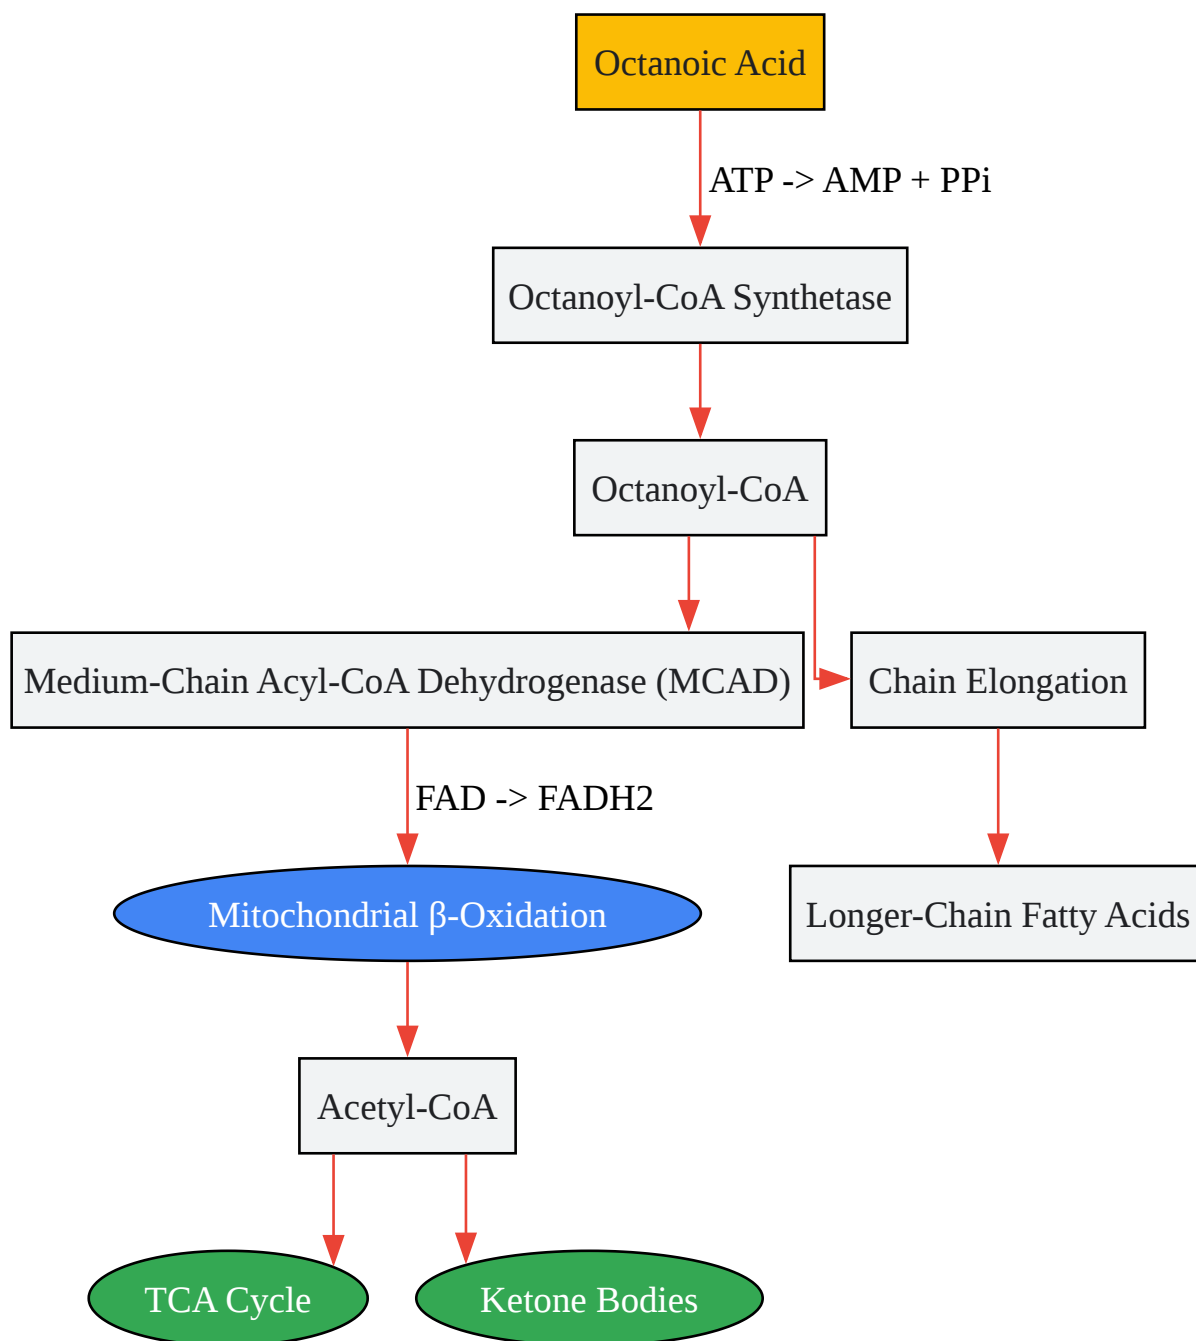 Octanoic Acid
ATP -> AMP + PPi
Octanoyl-CoA Synthetase
Octanoyl-CoA
Medium-Chain Acyl-CoA Dehydrogenase (MCAD)
Chain Elongation
FAD -> FADH2
Mitochondrial β-Oxidation
Longer-Chain Fatty Acids
Acetyl-CoA
TCA Cycle
Ketone Bodies